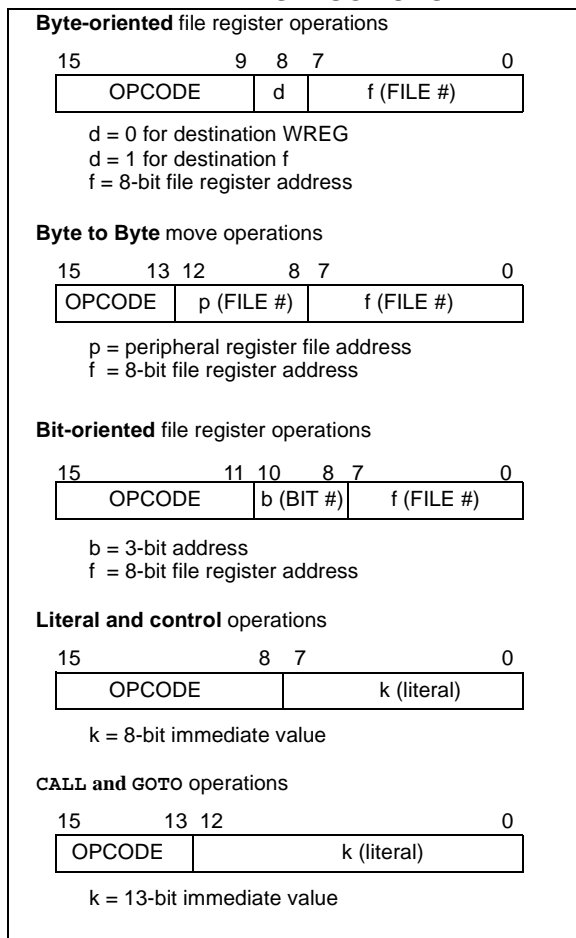 Byte-oriented file register operations
15 9 8 7 0
OPCODE d f (FILE #)
d = 0 for destination WREG
d = 1 for destination f
f = 8-bit file register address
Byte to Byte move operations
15 13 12 8 7 0
OPCODE p (FILE #) f (FILE #)
p = peripheral register file address
f = 8-bit file register address
Bit-oriented file register operations
15 11 10 8 7 0
OPCODE b (BIT #) f (FILE #)
b = 3-bit address
f = 8-bit file register address
Literal and control operations
15 8 7 0
OPCODE k (literal)
k = 8-bit immediate value
CALL and GOTO operations
15 13 12 0
OPCODE k (literal)
k = 13-bit immediate value